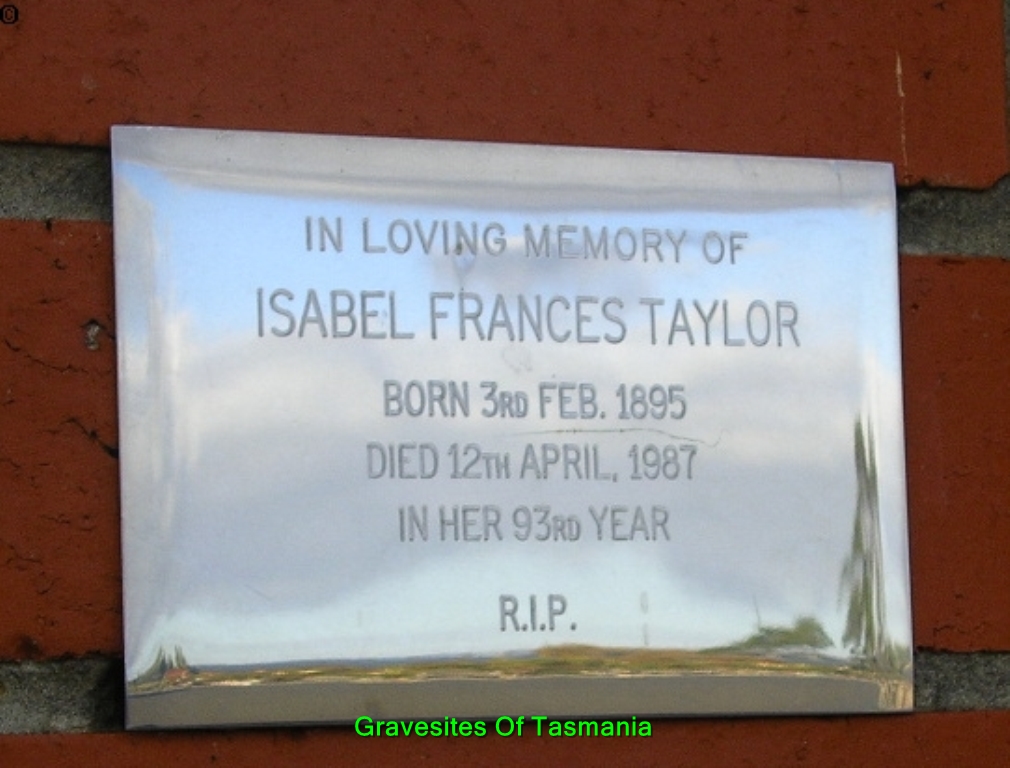 ©
IN LOVING MEMORY OF
ISABEL FRANCES TAYLOR
BORN 3RD FEB. 1895
DIED 12TH APRIL, 1987
IN HER 93RD YEAR
R.I.P.
Gravesites Of Tasmania